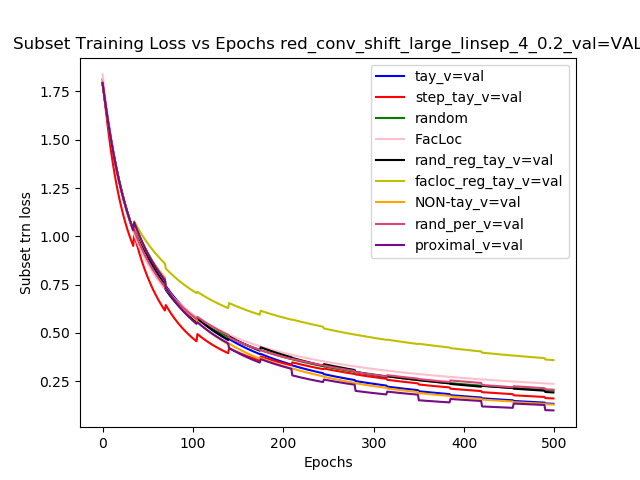 Subset Training Loss vs Epochs red_conv_shift_large_linsep_4_0.2_val=VAL
1.75
1.50
1.25
1.00
0.75
0.50
0.25
0
100
200
300
400
500
Subset trn loss
Epochs
tay_v=val
step_tay_v=val
random
FacLoc
rand_reg_tay_v=val
facloc_reg_tay_v=val
NON-tay_v=val
rand_per_v=val
proximal_v=val